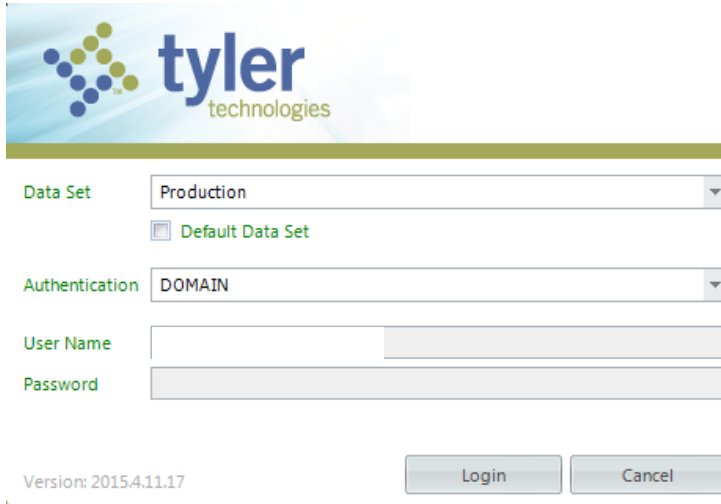 tyler
technologies
™
Data Set Production
Default Data Set
Authentication DOMAIN
User Name
Password
Version: 2015.4.11.17 Login Cancel